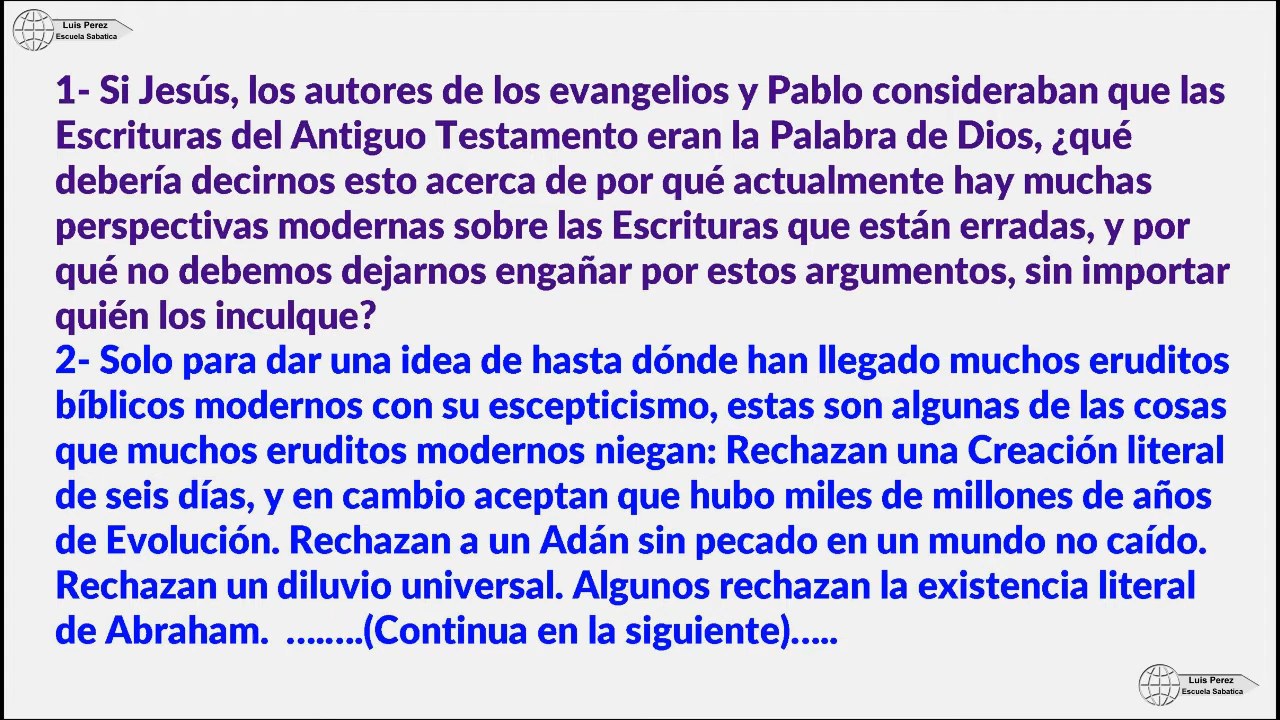 Luis Perez
Escuela Sabatica
1- Si Jesús, los autores de los evangelios y Pablo consideraban que las
Escrituras del Antiguo Testamento eran la Palabra de Dios, ¿qué
debería decirnos esto acerca de por qué actualmente hay muchas
perspectivas modernas sobre las Escrituras que están erradas, y por
qué no debemos dejarnos engañar por estos argumentos, sin importar
quién los inculque?
2- Solo para dar una idea de hasta dónde han llegado muchos eruditos
bíblicos modernos con su escepticismo, estas son algunas de las cosas
que muchos eruditos modernos niegan: Rechazan una Creación literal
de seis días, y en cambio aceptan que hubo miles de millones de años
de Evolución. Rechazan a un Adán sin pecado en un mundo no caído.
Rechazan un diluvio universal. Algunos rechazan la existencia literal
de Abraham. ........(Continua en la siguiente).....
Luis Perez
Escuela Sabatica